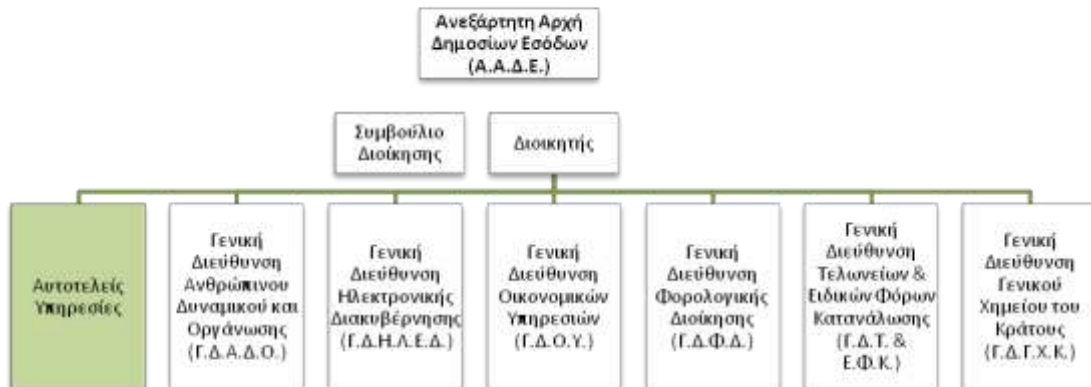 Ανεξάρτητη Αρχή
Δημοσίων Εσόδων
(Α.Α.Δ.Ε.)
Συμβούλιο
Διοίκησης
Διοικητής
Αυτοτελείς
Υπηρεσίες
Γενική
Διεύθυνση
Ανθρώπινου
Δυναμικού και
Οργάνωσης
(Γ.Δ.Α.Δ.Ο.)
Γενική
Διεύθυνση
Ηλεκτρονικής
Διακυβέρνησης
(Γ.Δ.Η.Λ.Ε.Δ.)
Γενική
Διεύθυνση
Οικονομικών
Υπηρεσιών
(Γ.Δ.Ο.Υ.)
Γενική
Διεύθυνση
Φορολογικής
Διοίκησης
(Γ.Δ.Φ.Δ.)
Γενική
Διεύθυνση
Τελωνείων &
Ειδικών Φόρων
Κατανάλωσης
(Γ.Δ.Τ. &
Ε.Φ.Κ.)
Γενική
Διεύθυνση
Γενικού
Χημείου του
Κράτους
(Γ.Δ.Γ.Χ.Κ.)